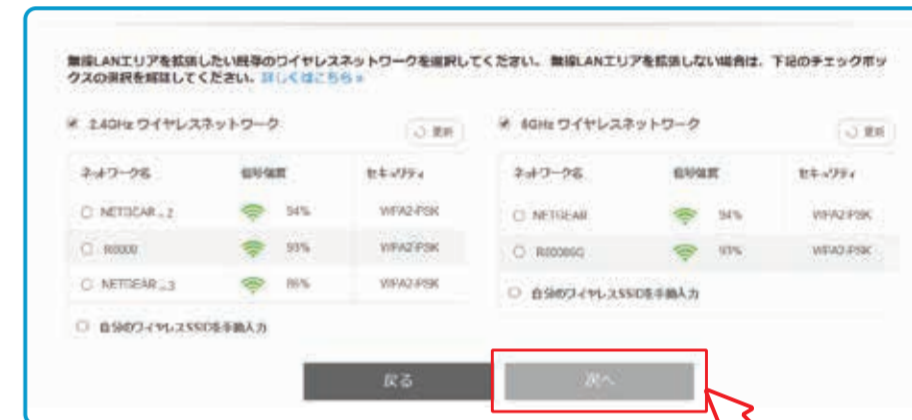 無線LANエリアを拡張したい既存のワイヤレスネットワークを選択してください。 無線LANエリアを拡張しない場合は、下記のチェックボッ
クスの選択を解除してください。詳しくはこちら »
2.4GHz ワイヤレスネットワーク
更新
ネットワーク名 信号強度 セキュリティ
94% WPA2-PSK
93% WPA2-PSK
86% WPA2-PSK
自分のワイヤレスSSIDを手動入力
ワイヤレスネットワーク
更新
ネットワーク名 信号強度 セキュリティ
NETGEAR 94% WPA2-PSK
93% WPA2-PSK
自分のワイヤレスSSIDを手動入力
戻る
次へ